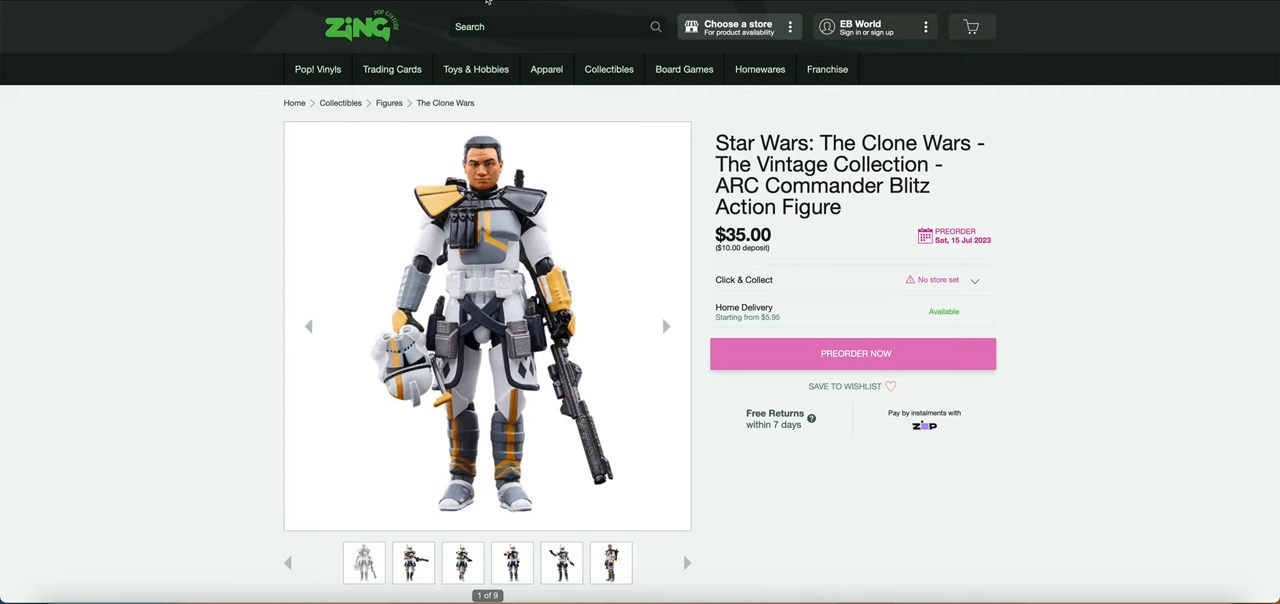 ZiNG POP CULTURE
Search
Choose a store
For product availability
EB World
Sign in or sign up
Pop! Vinyls
Trading Cards
Toys & Hobbies
Apparel
Collectibles
Board Games
Homewares
Franchise
Home > Collectibles > Figures > The Clone Wars
Star Wars: The Clone Wars -
The Vintage Collection -
ARC Commander Blitz
Action Figure
$35.00
($10.00 deposit)
PREORDER
Sat, 15 Jul 2023
Click & Collect
No store set
Home Delivery
Starting from $5.95
Available
PREORDER NOW
SAVE TO WISHLIST
Free Returns
within 7 days
?
Pay by instalments with
zip
1 of 9